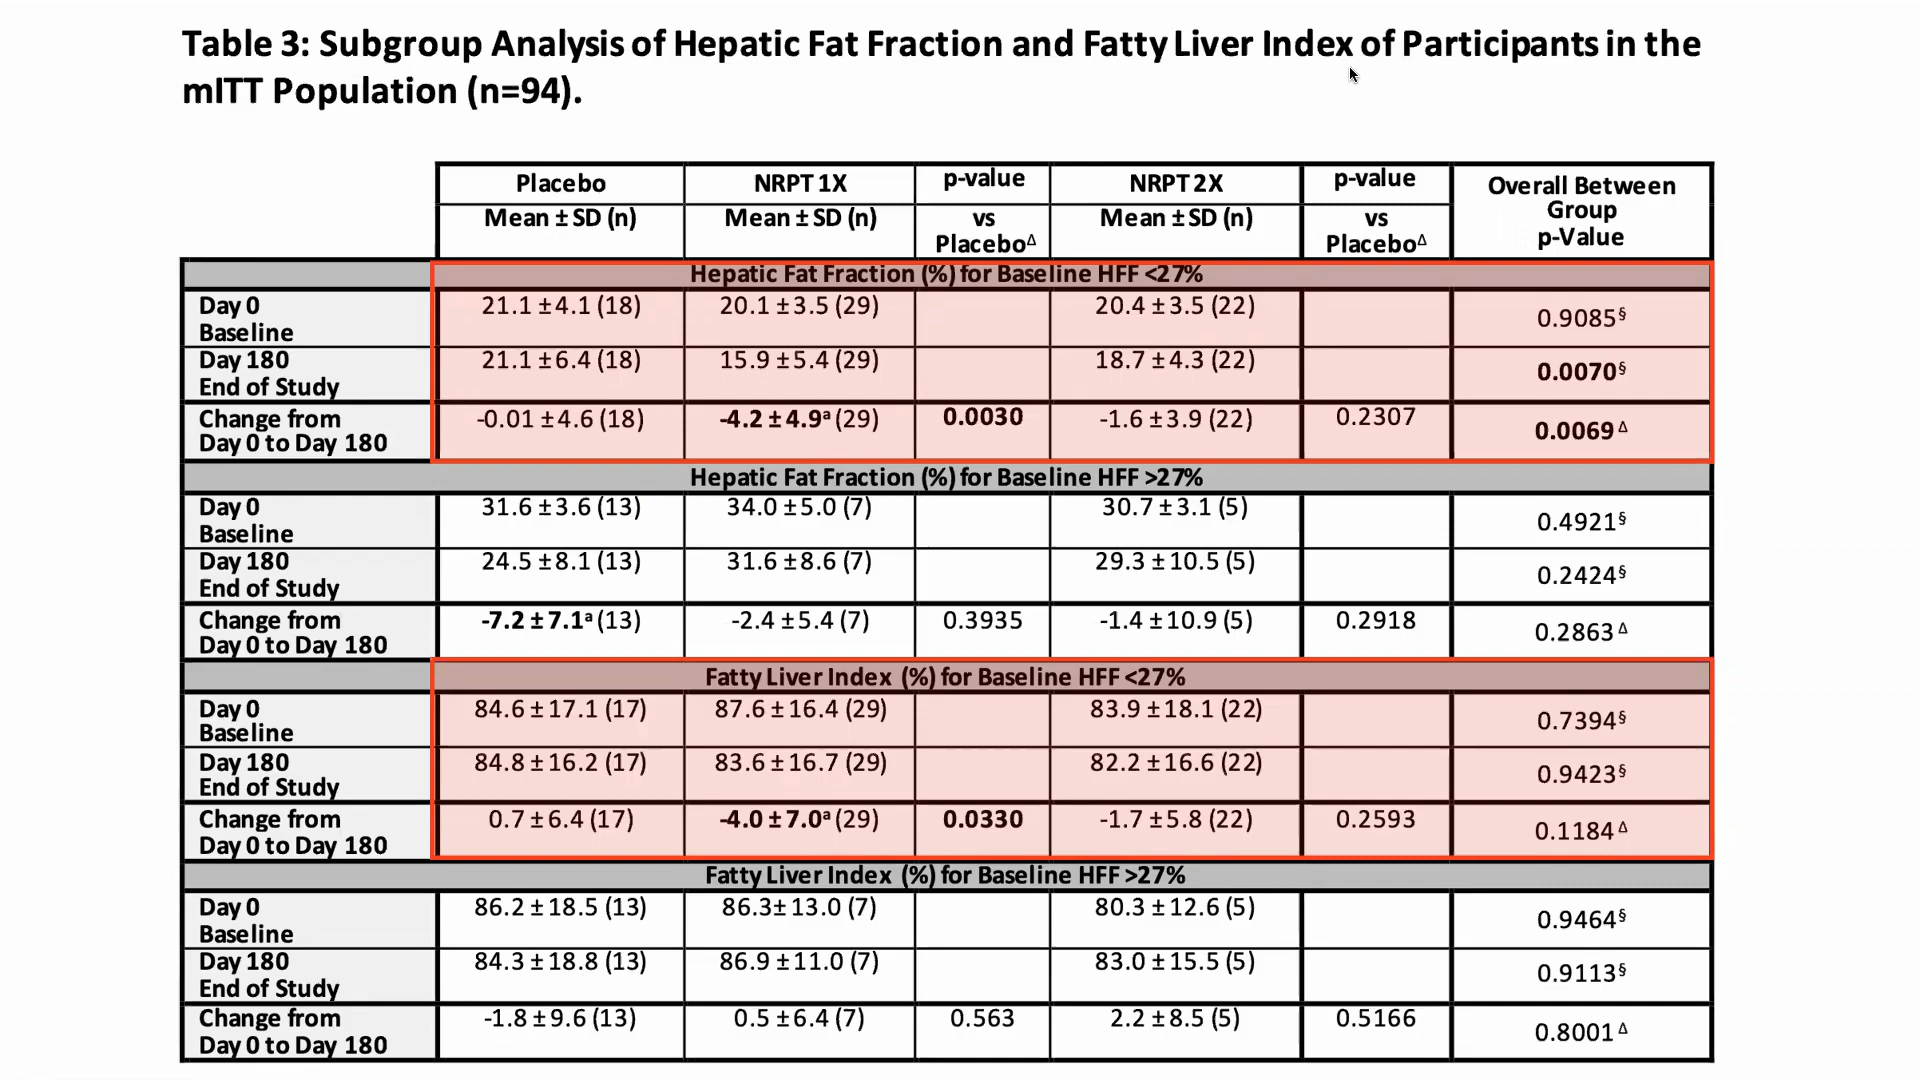 Table 3: Subgroup Analysis of Hepatic Fat Fraction and Fatty Liver Index of Participants in the
mITT Population (n=94).
Placebo NRPT 1X p-value NRPT 2X p-value Overall Between Group p-Value
Mean ± SD (n) Mean ± SD (n) vs Placebo^Δ Mean ± SD (n) vs Placebo^Δ
Hepatic Fat Fraction (%) for Baseline HFF <27%
Day 0 Baseline 21.1 ± 4.1 (18) 20.1 ± 3.5 (29) 20.4 ± 3.5 (22) 0.9085§
Day 180 End of Study 21.1 ± 6.4 (18) 15.9 ± 5.4 (29) 18.7 ± 4.3 (22) 0.0070§
Change from Day 0 to Day 180 -0.01 ± 4.6 (18) -4.2 ± 4.9ᵃ (29) 0.0030 -1.6 ± 3.9 (22) 0.2307 0.0069 Δ
Hepatic Fat Fraction (%) for Baseline HFF >27%
Day 0 Baseline 31.6 ± 3.6 (13) 34.0 ± 5.0 (7) 30.7 ± 3.1 (5) 0.4921§
Day 180 End of Study 24.5 ± 8.1 (13) 31.6 ± 8.6 (7) 29.3 ± 10.5 (5) 0.2424§
Change from Day 0 to Day 180 -7.2 ± 7.1ᵃ (13) -2.4 ± 5.4 (7) 0.3935 -1.4 ± 10.9 (5) 0.2918 0.2863 Δ
Fatty Liver Index (%) for Baseline HFF <27%
Day 0 Baseline 84.6 ± 17.1 (17) 87.6 ± 16.4 (29) 83.9 ± 18.1 (22) 0.7394§
Day 180 End of Study 84.8 ± 16.2 (17) 83.6 ± 16.7 (29) 82.2 ± 16.6 (22) 0.9423§
Change from Day 0 to Day 180 0.7 ± 6.4 (17) -4.0 ± 7.0ᵃ (29) 0.0330 -1.7 ± 5.8 (22) 0.2593 0.1184 Δ
Fatty Liver Index (%) for Baseline HFF >27%
Day 0 Baseline 86.2 ± 18.5 (13) 86.3± 13.0 (7) 80.3 ± 12.6 (5) 0.9464§
Day 180 End of Study 84.3 ± 18.8 (13) 86.9 ± 11.0 (7) 83.0 ± 15.5 (5) 0.9113§
Change from Day 0 to Day 180 -1.8 ± 9.6 (13) 0.5 ± 6.4 (7) 0.563 2.2 ± 8.5 (5) 0.5166 0.8001 Δ